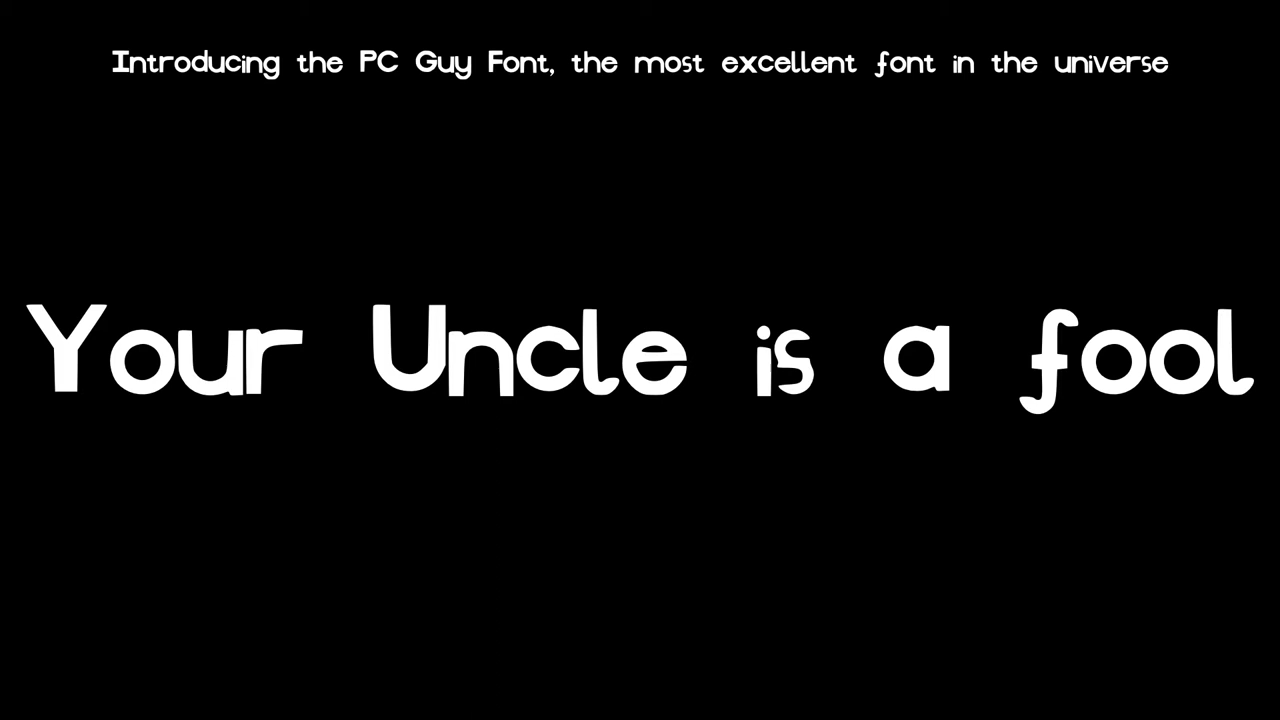 Introducing the PC Guy Font, the most excellent font in the universe
Your Uncle is a fool